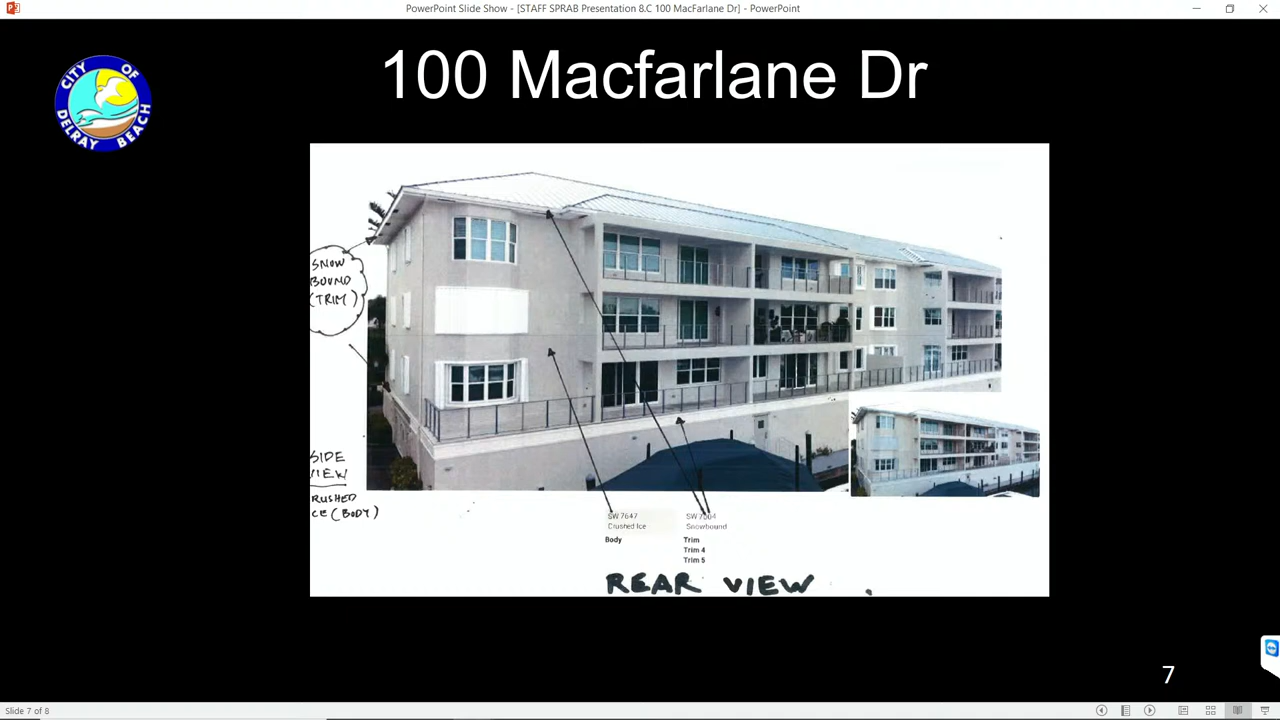 PowerPoint Slide Show - [STAFF SPRAB Presentation 8.C 100 MacFarlane Dr] - PowerPoint
CITY OF DELRAY BEACH
100 Macfarlane Dr
SNOW
BOUND
(TRIM)
SIDE
VIEW
RUSHED
CE (BODY)
SW 7647
Crushed Ice
Body
SW 7004
Snowbound
Trim
Trim 4
Trim 5
REAR VIEW
7
Slide 7 of 8